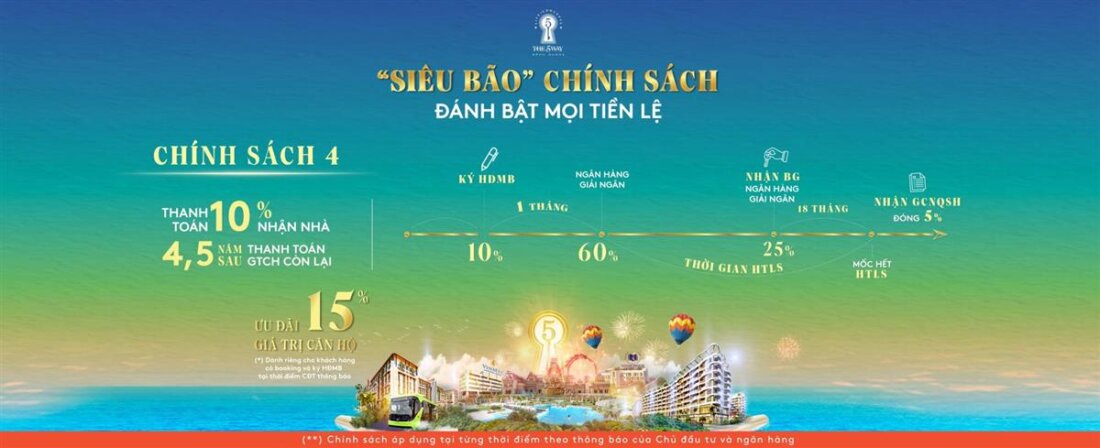 5
THE 5WAY
"SIÊU BÃO" CHÍNH SÁCH
ĐÁNH BẬT MỌI TIỀN LỆ
CHÍNH SÁCH 4
THANH TOÁN 10% NHẬN NHÀ
4,5 NĂM SAU THANH TOÁN GTCH CÒN LẠI
ƯU ĐÃI 15%
GIÁ TRỊ CĂN HỘ
(*) Dành riêng cho khách hàng
có booking và ký HĐMB
tại thời điểm CĐT thông báo
KÝ HĐMB
1 THÁNG
NGÂN HÀNG
GIẢI NGÂN
NHẬN BG
NGÂN HÀNG
GIẢI NGÂN
18 THÁNG
NHẬN GCNQSH
ĐÓNG 5%
10%
60%
25%
THỜI GIAN HTLS
MỐC HẾT
HTLS
5
(**) Chính sách áp dụng tại từng thời điểm theo thông báo của Chủ đầu tư và ngân hàng